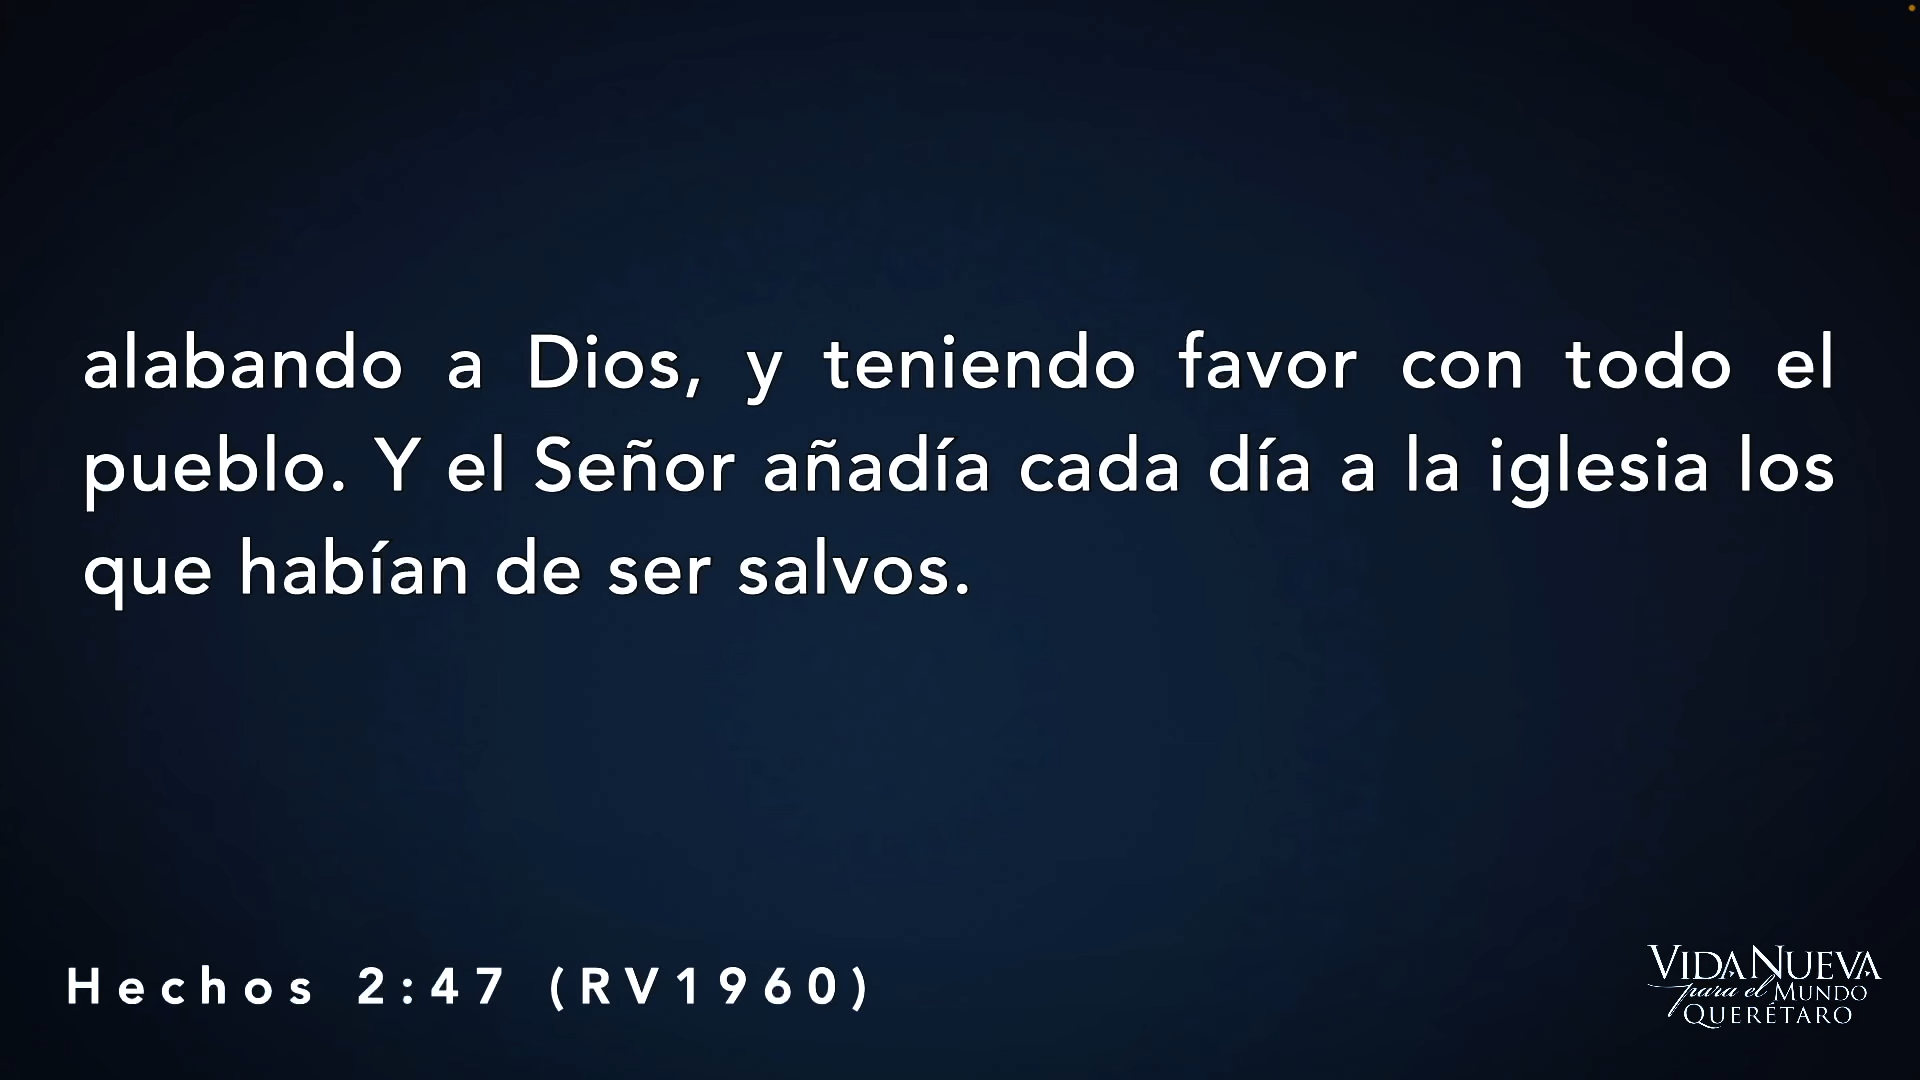 alabando a Dios, y teniendo favor con todo el
pueblo. Y el Señor añadía cada día a la iglesia los
que habían de ser salvos.
Hechos 2:47 (RV1960)
VIDA NUEVA
para el MUNDO
QUERÉTARO